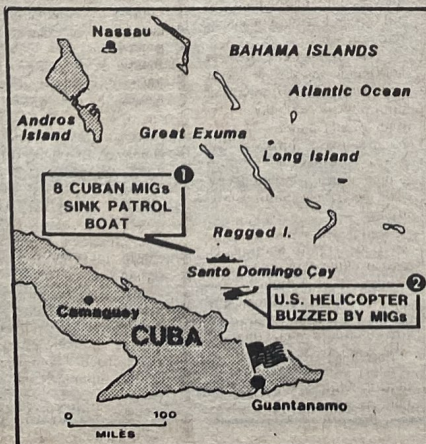 Nassau
BAHAMA ISLANDS
Atlantic Ocean
Andros
Island
Great Exuma
Long Island
1
8 CUBAN MIGs
SINK PATROL
BOAT
Ragged I.
Santo Domingo Cay
2
U.S. HELICOPTER
BUZZED BY MIGs
Camaguey
CUBA
Guantanamo
0 100
MILES